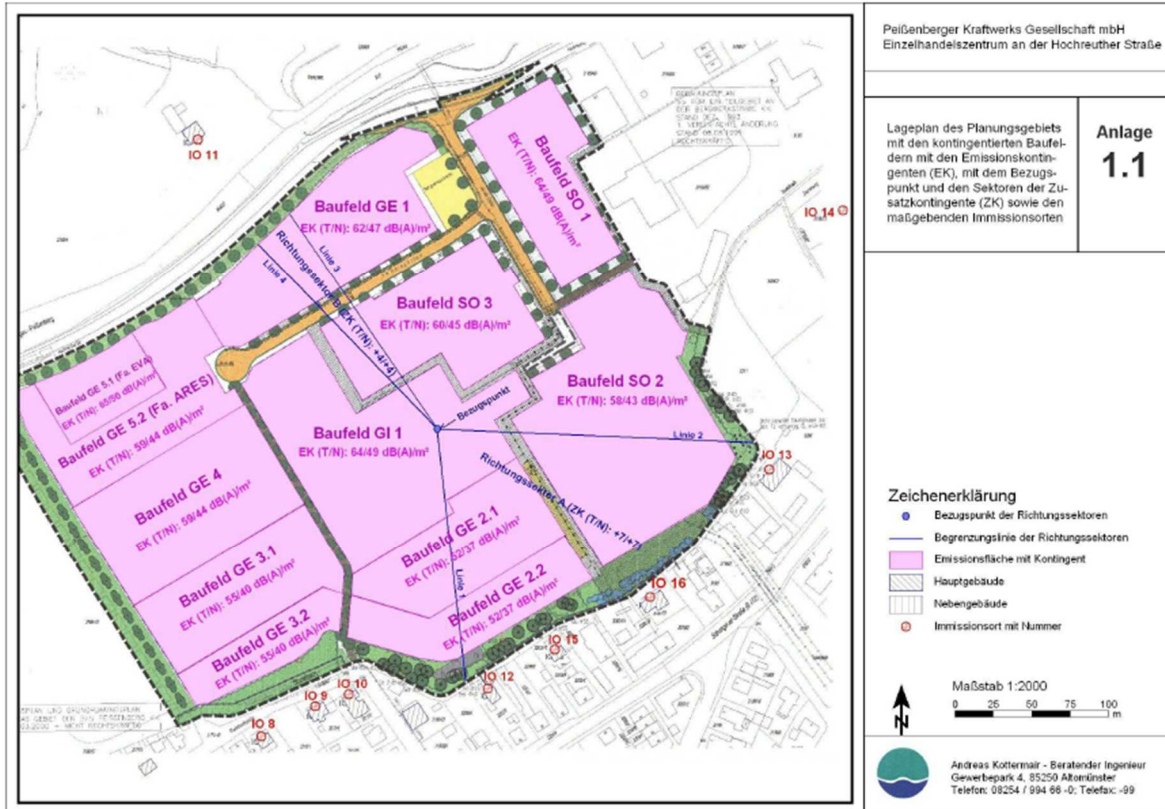 Peißenberger Kraftwerks Gesellschaft mbH
Einzelhandelszentrum an der Hochreuther Straße
Lageplan des Planungsgebiets
mit den kontingentierten Baufel-
dern mit den Emissionskontin-
genten (EK), mit dem Bezugs-
punkt und den Sektoren der Zu-
satzkontingente (ZK) sowie den
maßgebenden Immissionsorten
Anlage
1.1
IO 11
IO 14
Baufeld SO 1
EK (T/N): 64/49 dB(A)/m²
Baufeld GE 1
EK (T/N): 62/47 dB(A)/m²
Linie 3
Richtungssektor B (ZK (T/N): +4/+4)
Linie 4
Baufeld SO 3
EK (T/N): 60/45 dB(A)/m²
Baufeld GE 5.1 (Fa. EVA)
Baufeld GE 5.2 (Fa. ARES)
EK (T/N): 59/44 dB(A)/m²
Baufeld SO 2
EK (T/N): 58/43 dB(A)/m²
Bezugspunkt
Baufeld GI 1
EK (T/N): 64/49 dB(A)/m²
Linie 2
IO 13
Richtungssektor A (ZK (T/N): +7/+7)
Baufeld GE 4
EK (T/N): 59/44 dB(A)/m²
Baufeld GE 2.1
EK (T/N): 52/37 dB(A)/m²
Baufeld GE 3.1
EK (T/N): 55/40 dB(A)/m²
Linie 1
Baufeld GE 2.2
EK (T/N): 52/37 dB(A)/m²
Baufeld GE 3.2
EK (T/N): 55/40 dB(A)/m²
IO 16
IO 15
IO 12
IO 10
IO 9
IO 8
Zeichenerklärung
Bezugspunkt der Richtungssektoren
Begrenzungslinie der Richtungssektoren
Emissionsfläche mit Kontingent
Hauptgebäude
Nebengebäude
Immissionsort mit Nummer
N
Maßstab 1:2000
0 25 50 75 100
m
Andreas Kottermair - Beratender Ingenieur
Gewerbepark 4, 85250 Altomünster
Telefon: 08254 / 994 66 -0; Telefax: -99